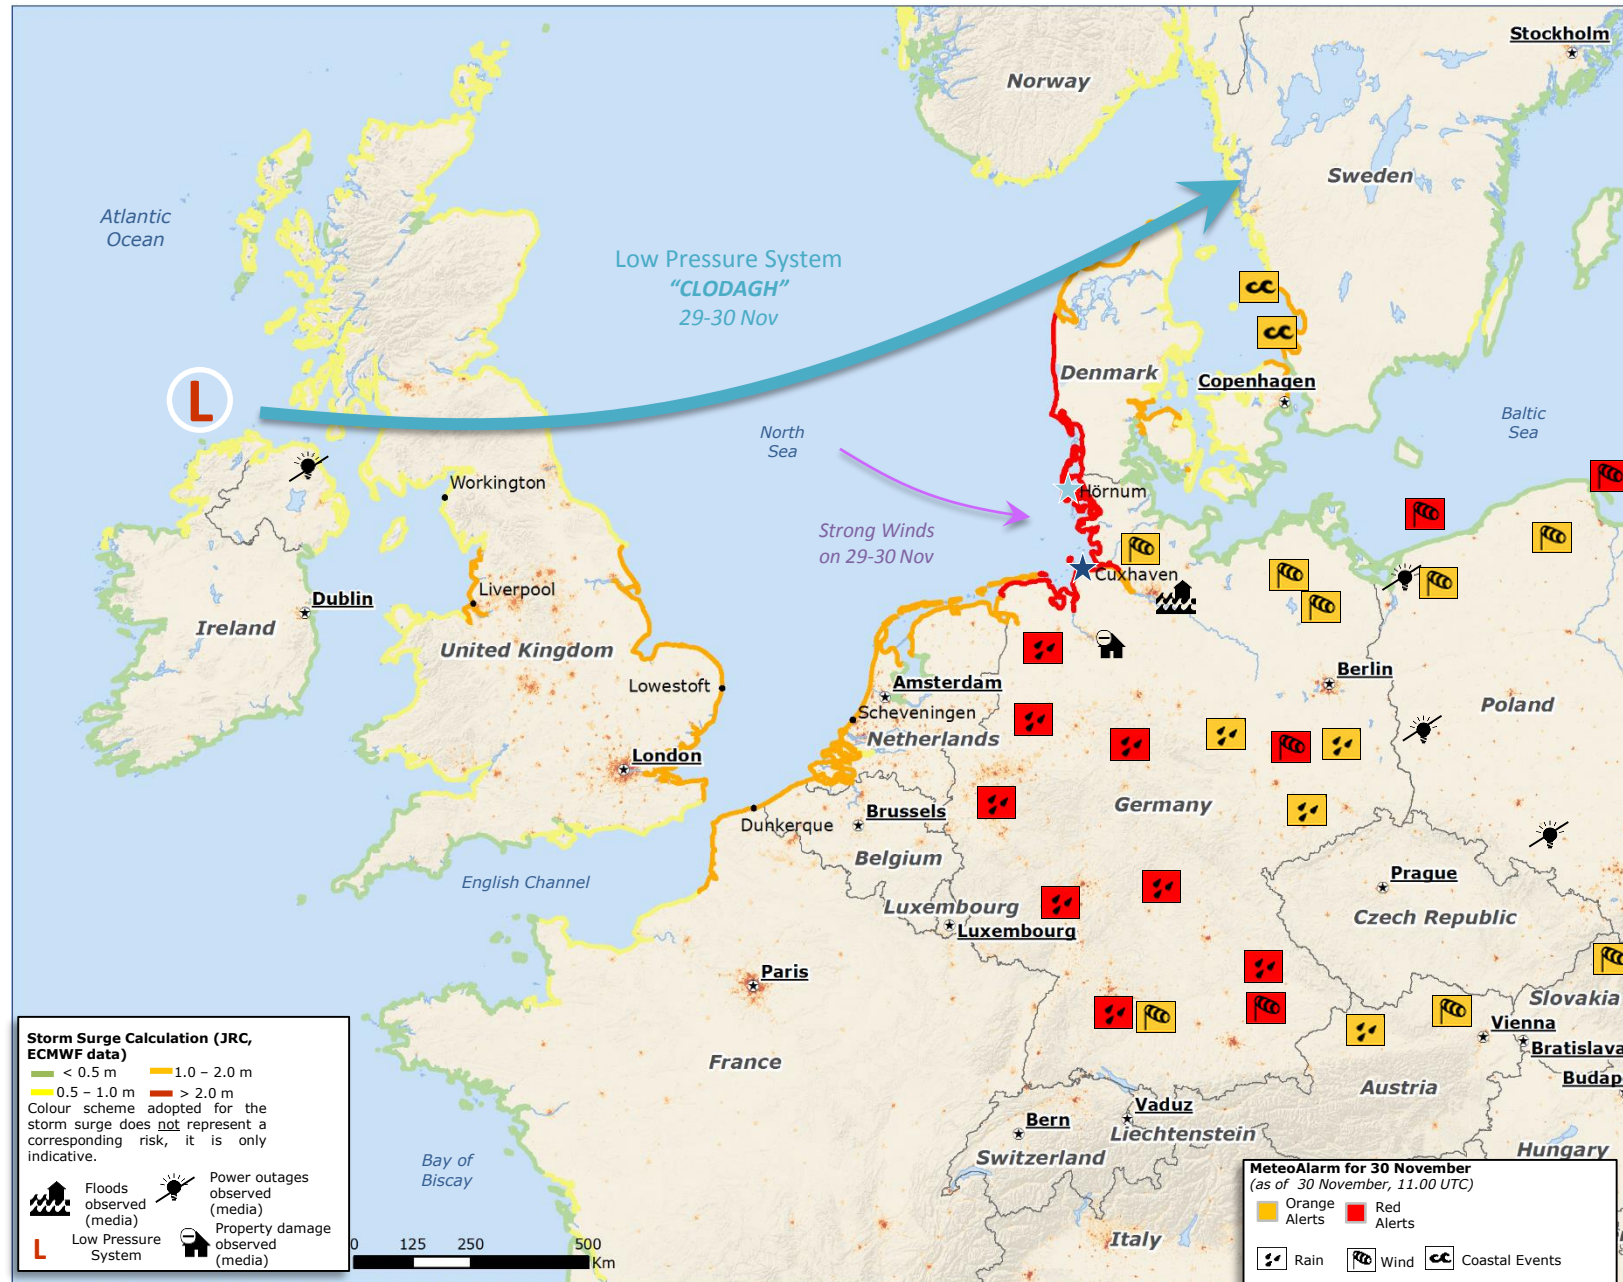 Stockholm
Norway
Sweden
Atlantic
Ocean
Low Pressure System
“CLODAGH”
29-30 Nov
L
Denmark
Copenhagen
Baltic
Sea
North
Sea
Workington
Hörnum
Strong Winds
on 29-30 Nov
Cuxhaven
Liverpool
Dublin
Ireland
United Kingdom
Berlin
Lowestoft
Amsterdam
Scheveningen
Netherlands
Poland
London
Germany
Brussels
Dunkerque
Belgium
English Channel
Prague
Luxembourg
Czech Republic
Luxembourg
Paris
Slovakia
Vienna
Bratislava
France
Budap
Austria
Vaduz
Bern
Liechtenstein
Switzerland
Hungary
Bay of
Biscay
Italy
Storm Surge Calculation (JRC,
ECMWF data)
< 0.5 m 1.0 – 2.0 m
0.5 – 1.0 m > 2.0 m
Colour scheme adopted for the
storm surge does not represent a
corresponding risk, it is only
indicative.
Floods
observed
(media)
Power outages
observed
(media)
L Low Pressure
System
Property damage
observed
(media)
0 125 250 500
Km
MeteoAlarm for 30 November
(as of 30 November, 11.00 UTC)
Orange
Alerts
Red
Alerts
Rain Wind Coastal Events